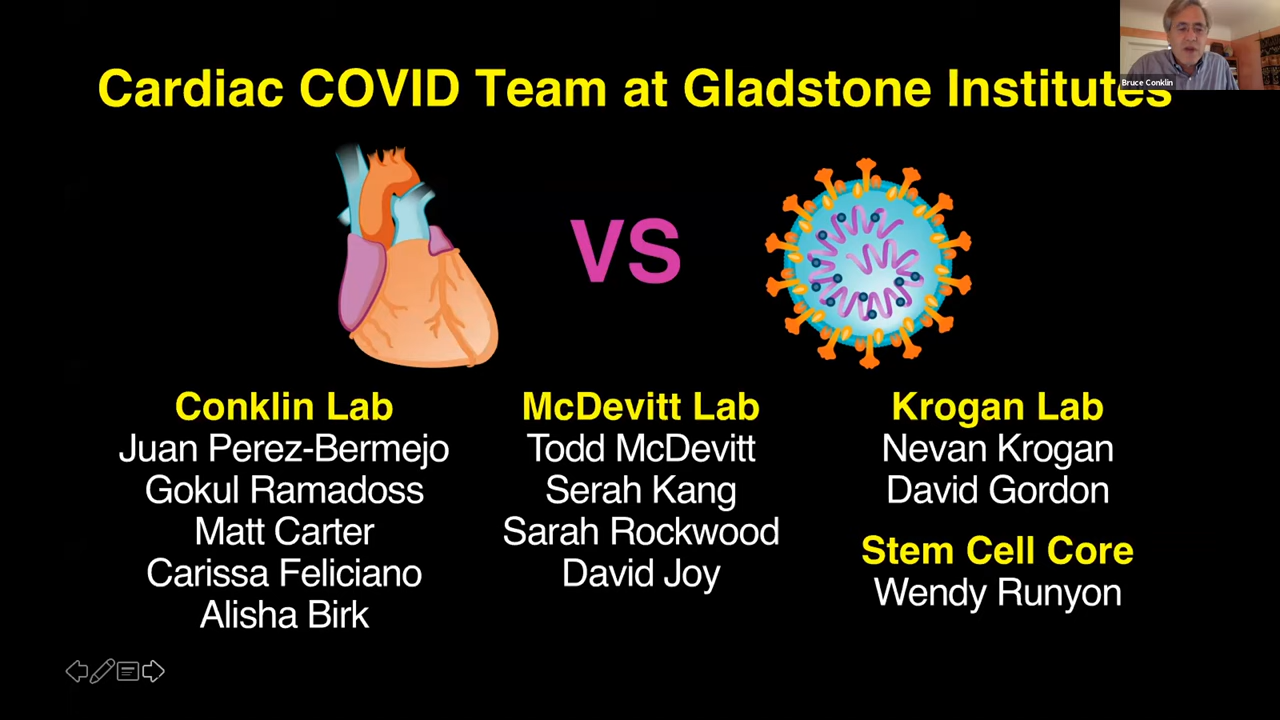 Cardiac COVID Team at Gladstone Institutes
Bruce Conklin
VS
Conklin Lab
Juan Perez-Bermejo
Gokul Ramadoss
Matt Carter
Carissa Feliciano
Alisha Birk
McDevitt Lab
Todd McDevitt
Serah Kang
Sarah Rockwood
David Joy
Krogan Lab
Nevan Krogan
David Gordon
Stem Cell Core
Wendy Runyon